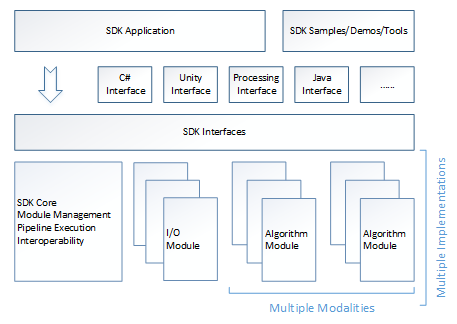 SDK Application
SDK Samples/Demos/Tools
C#
Interface
Unity
Interface
Processing
Interface
Java
Interface
......
SDK Interfaces
SDK Core
Module Management
Pipeline Execution
Interoperability
I/O
Module
Algorithm
Module
Algorithm
Module
Multiple Implementations
Multiple Modalities